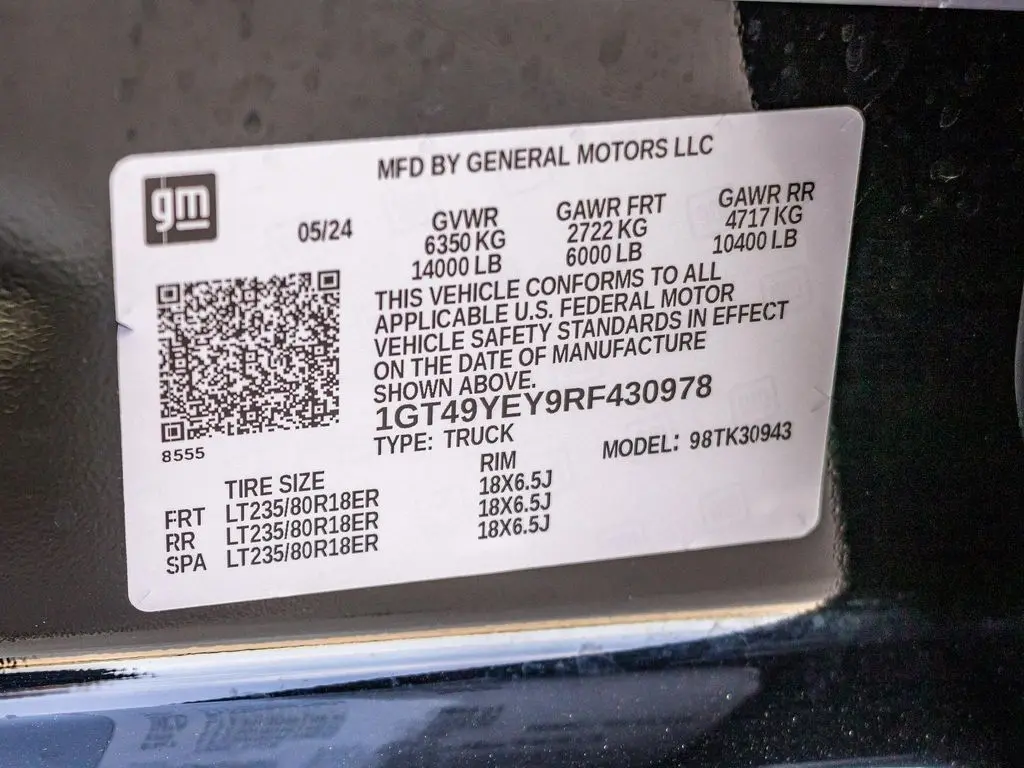 gm
MFD BY GENERAL MOTORS LLC
05/24
GVWR
6350 KG
14000 LB
GAWR FRT
2722 KG
6000 LB
GAWR RR
4717 KG
10400 LB
THIS VEHICLE CONFORMS TO ALL
APPLICABLE U.S. FEDERAL MOTOR
VEHICLE SAFETY STANDARDS IN EFFECT
ON THE DATE OF MANUFACTURE
SHOWN ABOVE.
1GT49YEY9RF430978
TYPE: TRUCK
MODEL: 98TK30943
8555
TIRE SIZE RIM
FRT LT235/80R18ER 18X6.5J
RR LT235/80R18ER 18X6.5J
SPA LT235/80R18ER 18X6.5J